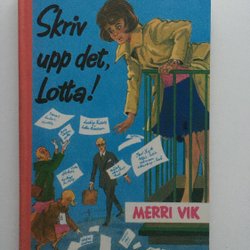 Skriv
upp det,
Lotta!
MERRI VIK